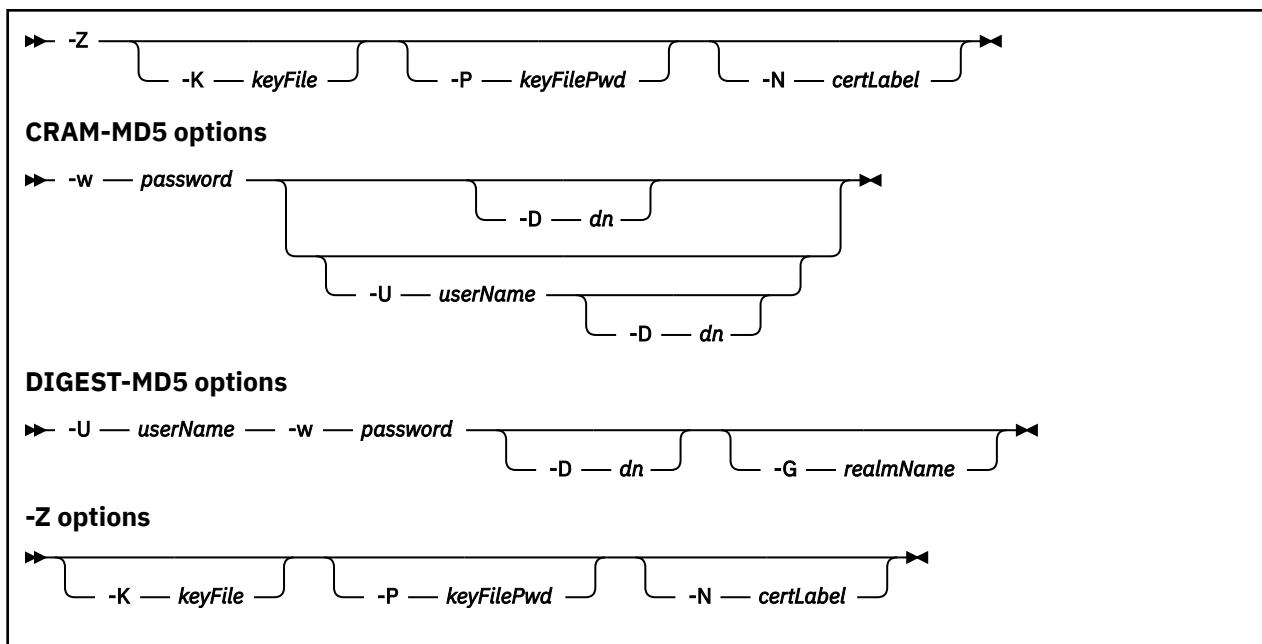 -Z
-K keyFile -P keyFilePwd -N certLabel
CRAM-MD5 options
-w password
-D dn
-U userName
-D dn
DIGEST-MD5 options
-U userName -w password
-D dn -G realmName
-Z options
-K keyFile -P keyFilePwd -N certLabel